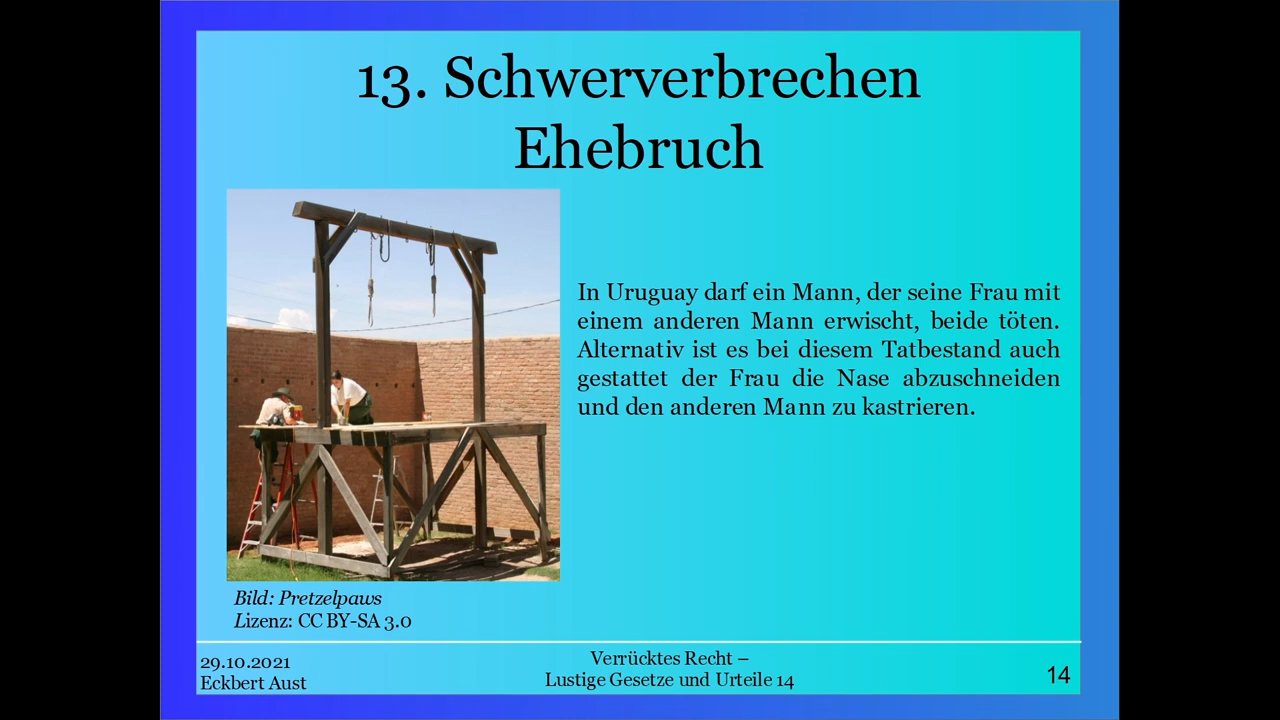 13. Schwerverbrechen
Ehebruch
In Uruguay darf ein Mann, der seine Frau mit
einem anderen Mann erwischt, beide töten.
Alternativ ist es bei diesem Tatbestand auch
gestattet der Frau die Nase abzuschneiden
und den anderen Mann zu kastrieren.
Bild: Pretzelpaws
Lizenz: CC BY-SA 3.0
29.10.2021
Eckbert Aust
Verrücktes Recht –
Lustige Gesetze und Urteile 14
14